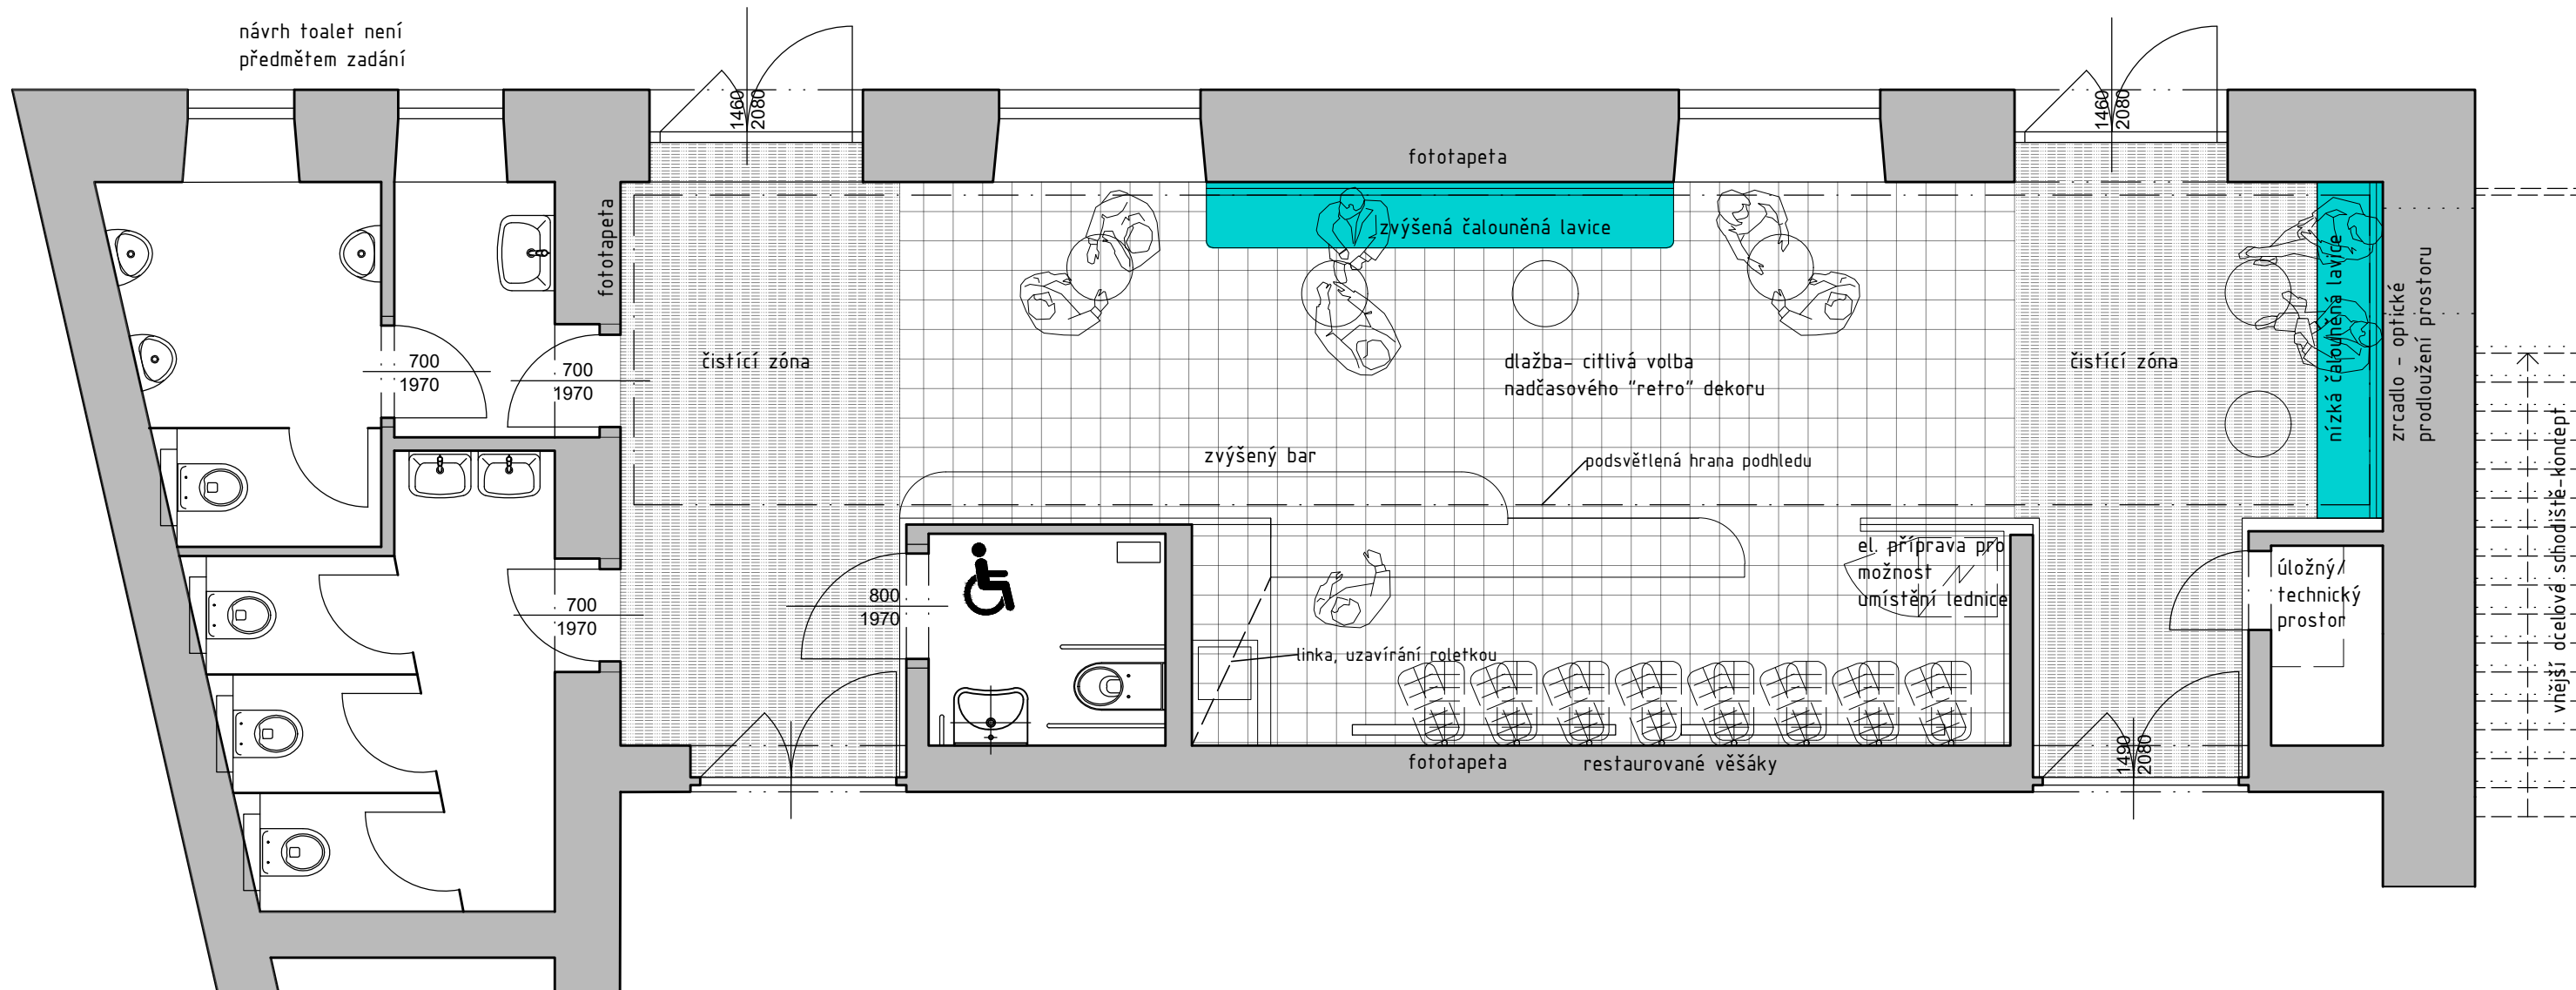 návrh toalet není
předmětem zadání
1460
2080
1460
2080
fototapeta
fototapeta
zvýšená čalouněná lavice
nízká čalouněná lavice
zrcadlo - optické
prodloužení prostoru
čistící zóna
dlažba- citlivá volba
nadčasového "retro" dekoru
čistící zóna
700
1970
700
1970
zvýšený bar
podsvětlená hrana podhledu
vnější ocelové schodiště-koncept
el. příprava pro
možnost
umístění lednice
úložný/
technický
prostor
700
1970
800
1970
linka, uzavírání roletkou
fototapeta
restaurované věšáky
1490
2080